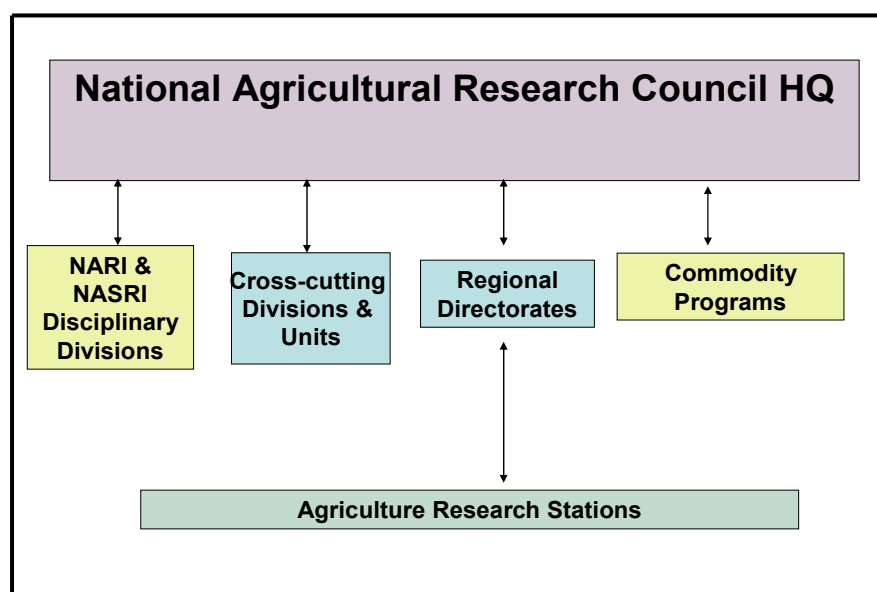 National Agricultural Research Council HQ
NARI &
NASRI
Disciplinary
Divisions
Cross-cutting
Divisions &
Units
Regional
Directorates
Commodity
Programs
Agriculture Research Stations